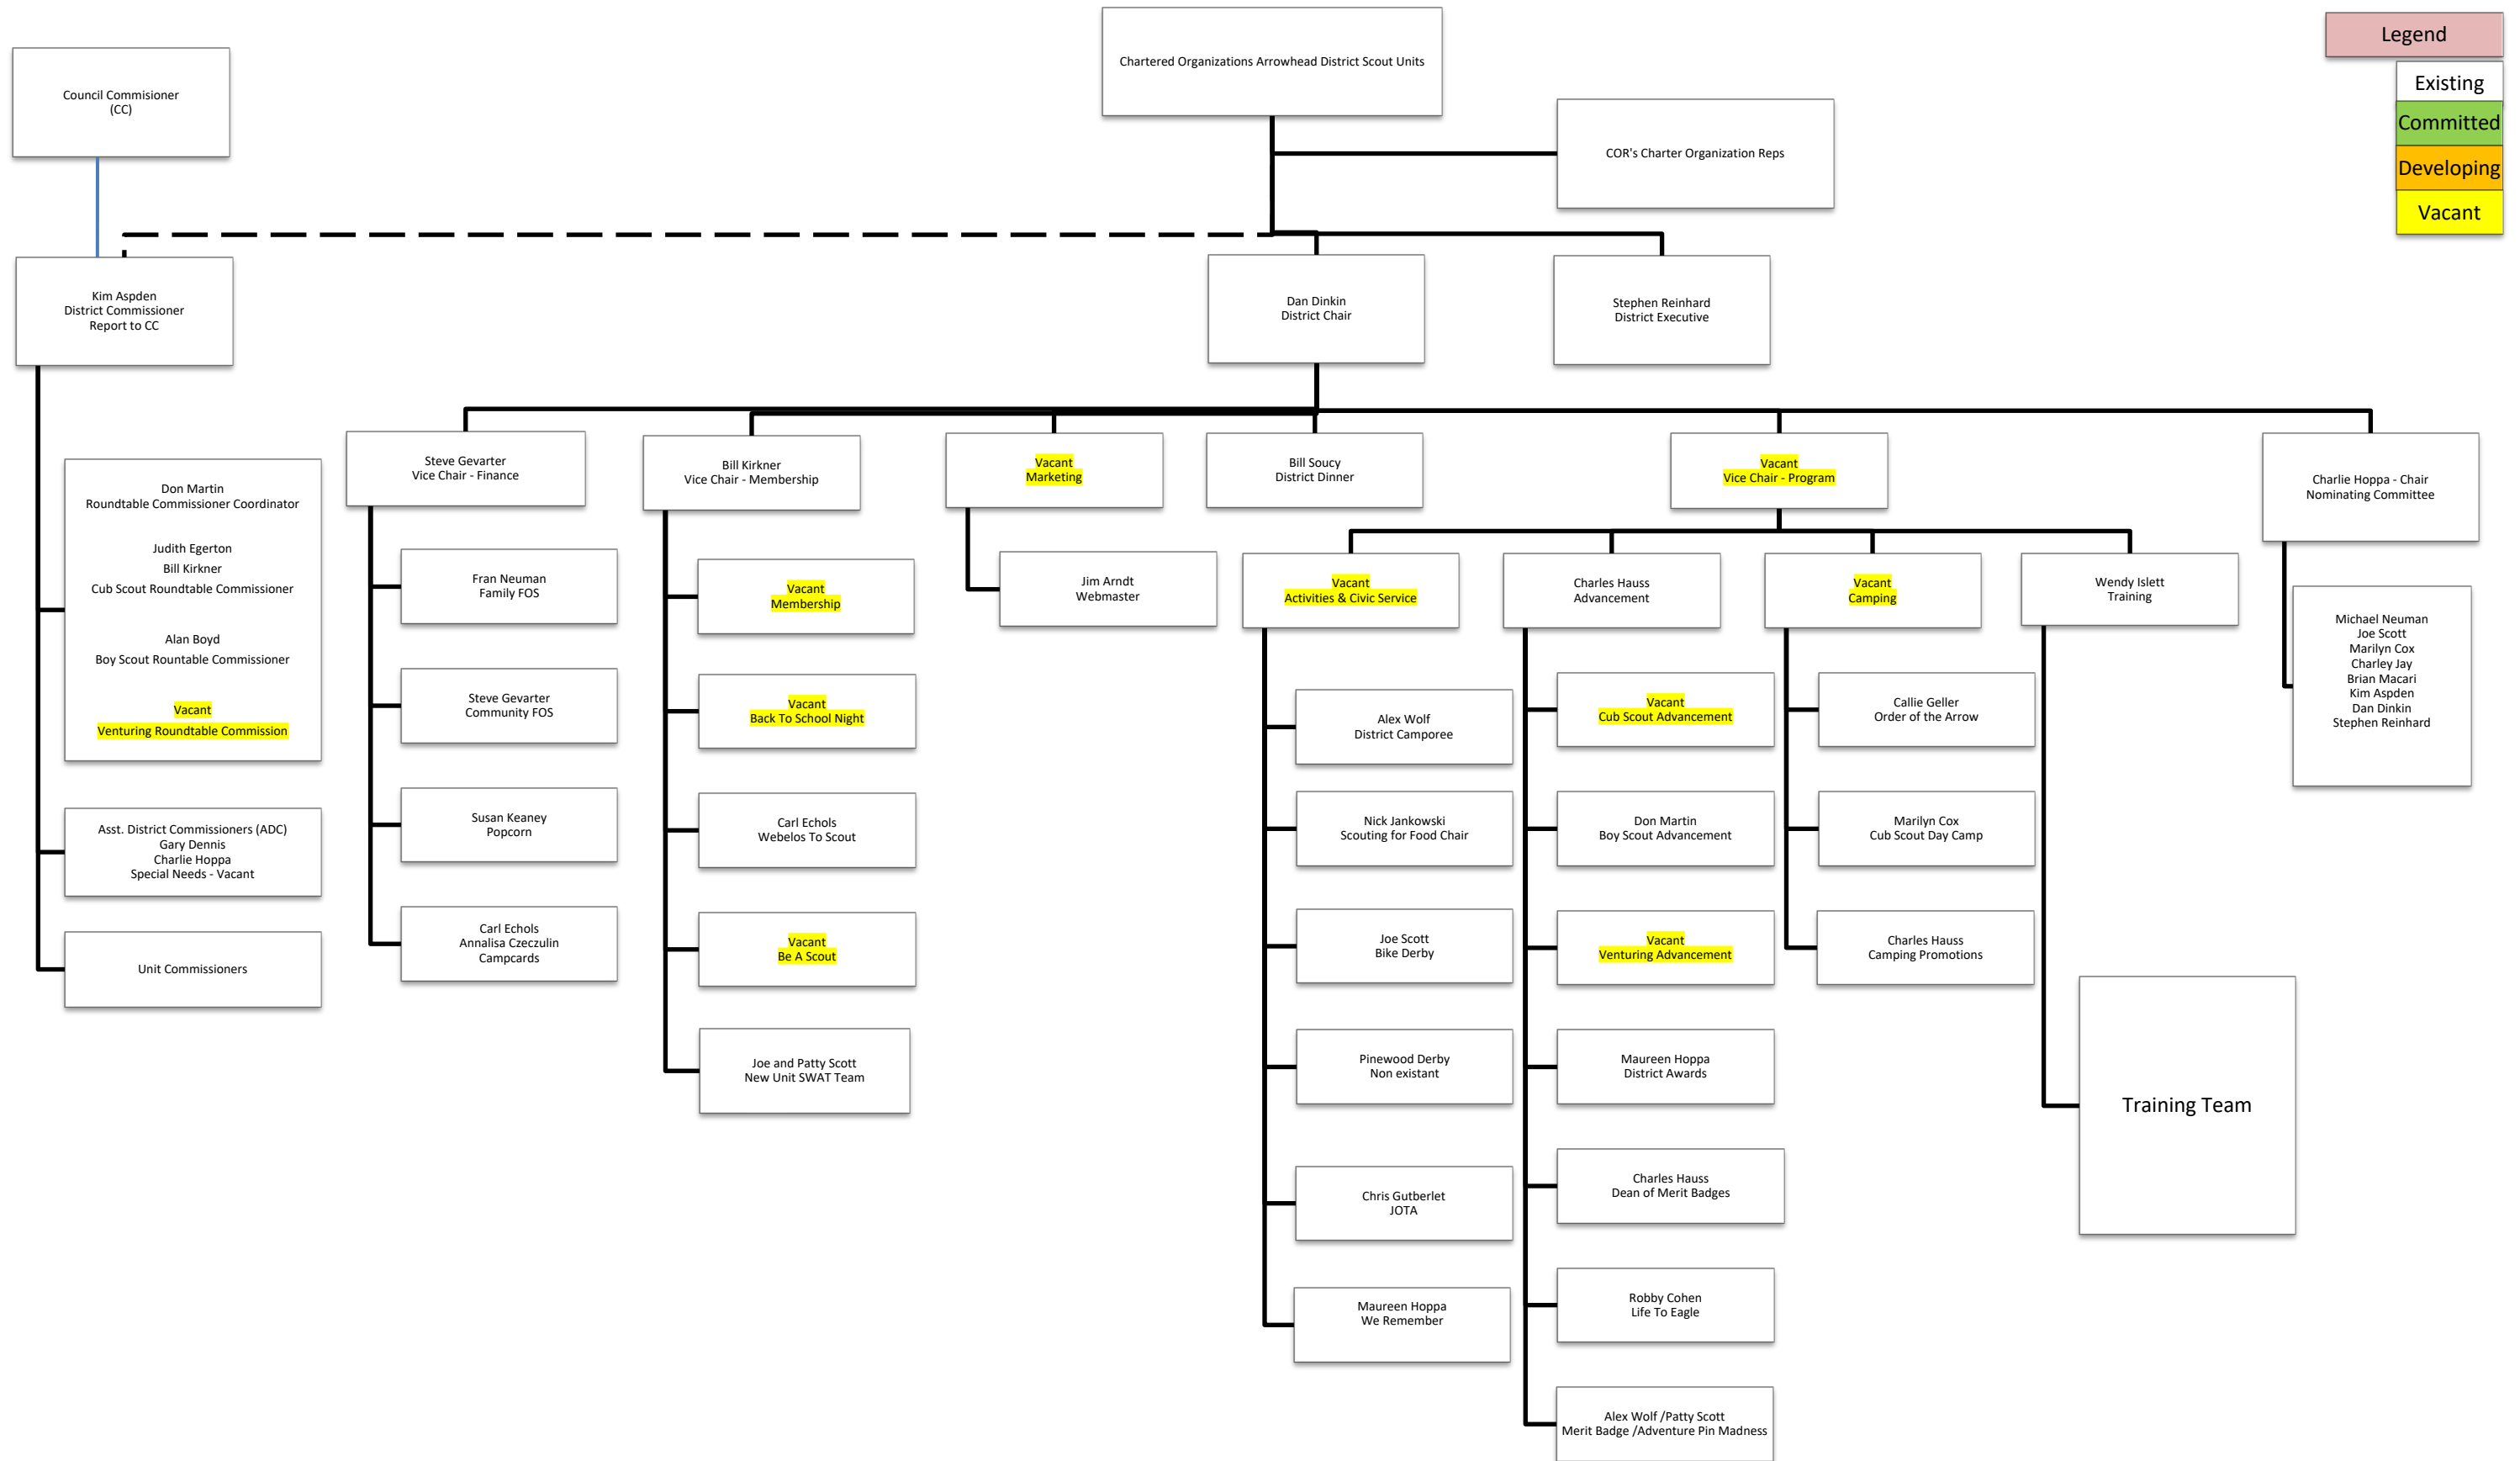 Chartered Organizations Arrowhead District Scout Units
Legend
Existing
Committed
Developing
Vacant
Council Commisioner
(CC)
COR's Charter Organization Reps
Kim Aspden
District Commissioner
Report to CC
Dan Dinkin
District Chair
Stephen Reinhard
District Executive
Don Martin
Roundtable Commissioner Coordinator
Judith Egerton
Bill Kirkner
Cub Scout Roundtable Commissioner
Alan Boyd
Boy Scout Rountable Commissioner
Vacant
Venturing Roundtable Commission
Asst. District Commissioners (ADC)
Gary Dennis
Charlie Hoppa
Special Needs - Vacant
Unit Commissioners
Steve Gevarter
Vice Chair - Finance
Fran Neuman
Family FOS
Steve Gevarter
Community FOS
Susan Keaney
Popcorn
Carl Echols
Annalisa Czeczulin
Campcards
Bill Kirkner
Vice Chair - Membership
Vacant
Membership
Vacant
Back To School Night
Carl Echols
Webelos To Scout
Vacant
Be A Scout
Joe and Patty Scott
New Unit SWAT Team
Vacant
Marketing
Jim Arndt
Webmaster
Bill Soucy
District Dinner
Vacant
Vice Chair - Program
Vacant
Activities & Civic Service
Alex Wolf
District Camporee
Nick Jankowski
Scouting for Food Chair
Joe Scott
Bike Derby
Pinewood Derby
Non existant
Chris Gutberlet
JOTA
Maureen Hoppa
We Remember
Charles Hauss
Advancement
Vacant
Cub Scout Advancement
Don Martin
Boy Scout Advancement
Vacant
Venturing Advancement
Maureen Hoppa
District Awards
Charles Hauss
Dean of Merit Badges
Robby Cohen
Life To Eagle
Alex Wolf /Patty Scott
Merit Badge /Adventure Pin Madness
Vacant
Camping
Callie Geller
Order of the Arrow
Marilyn Cox
Cub Scout Day Camp
Charles Hauss
Camping Promotions
Wendy Islett
Training
Training Team
Charlie Hoppa - Chair
Nominating Committee
Michael Neuman
Joe Scott
Marilyn Cox
Charley Jay
Brian Macari
Kim Aspden
Dan Dinkin
Stephen Reinhard